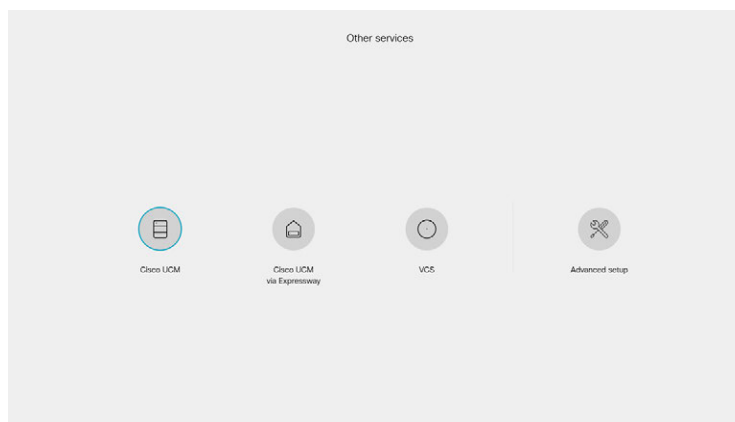 Other services
Cisco UCM
Cisco UCM
via Expressway
VCS
Advanced setup